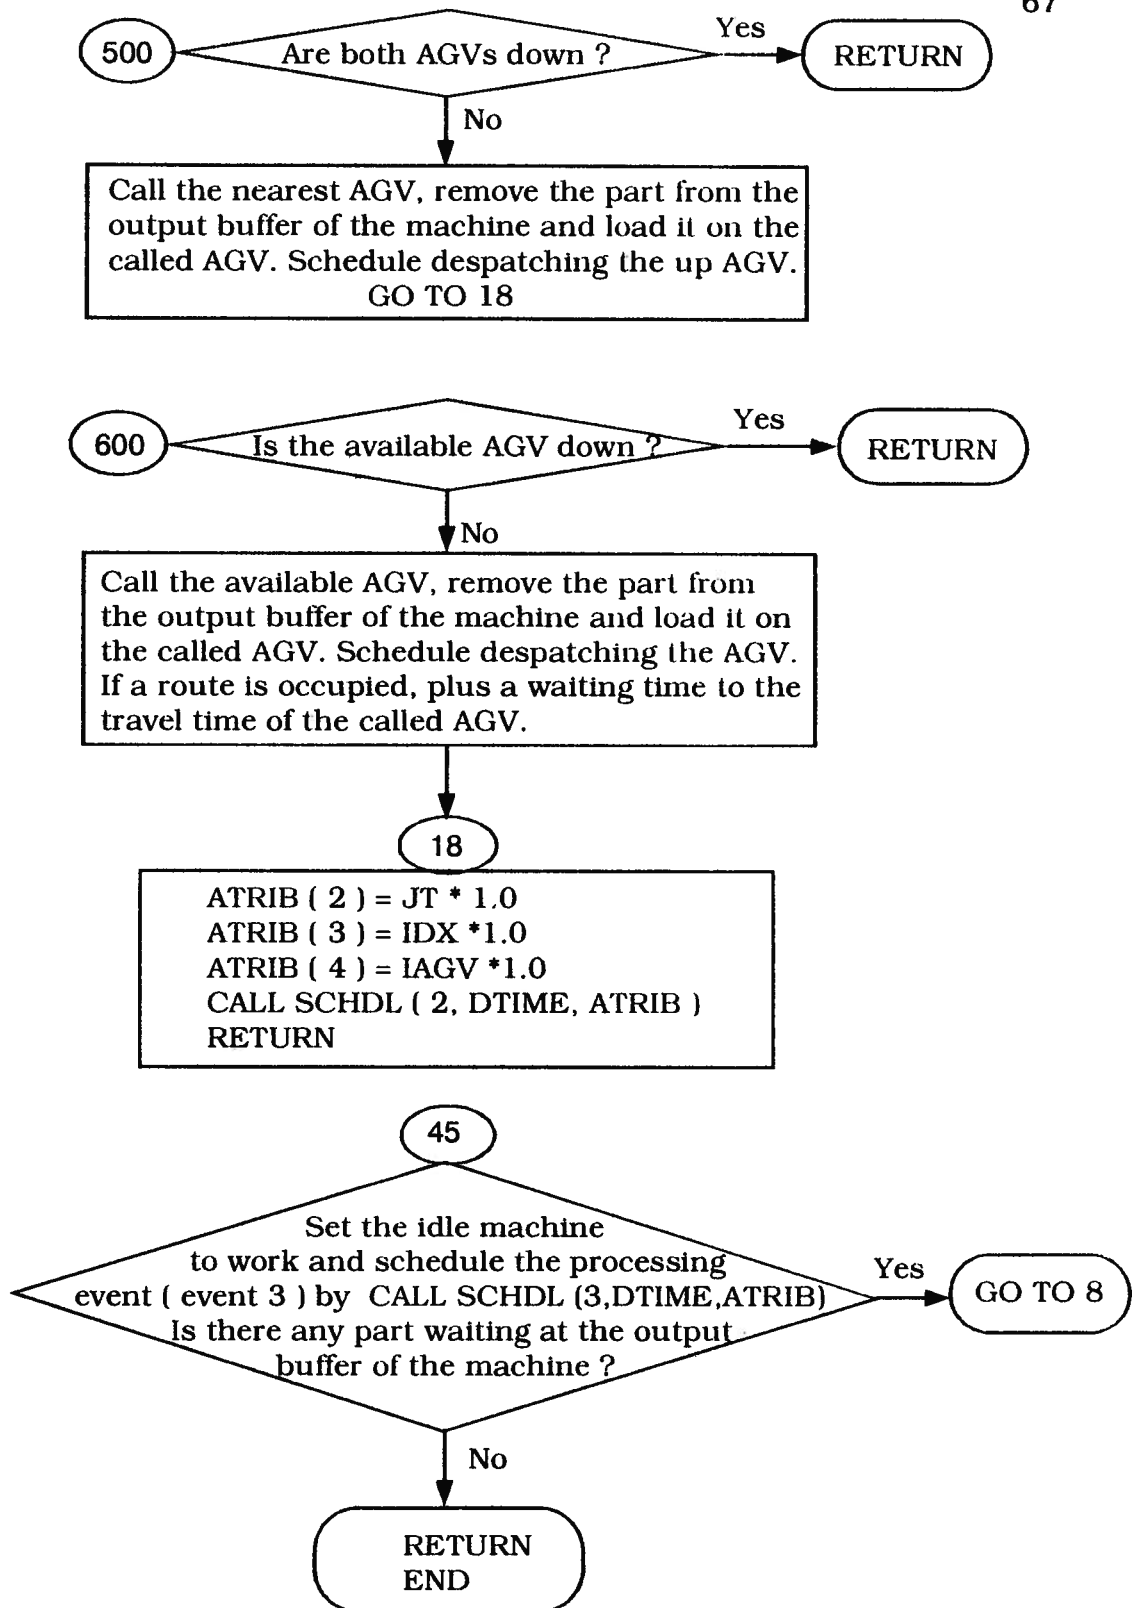 67
500
Are both AGVs down ?
Yes
RETURN
No
Call the nearest AGV, remove the part from the
output buffer of the machine and load it on the
called AGV. Schedule despatching the up AGV.
GO TO 18
600
Is the available AGV down ?
Yes
RETURN
No
Call the available AGV, remove the part from
the output buffer of the machine and load it on
the called AGV. Schedule despatching the AGV.
If a route is occupied, plus a waiting time to the
travel time of the called AGV.
18
ATRIB ( 2 ) = JT * 1.0
ATRIB ( 3 ) = IDX *1.0
ATRIB ( 4 ) = IAGV *1.0
CALL SCHDL ( 2, DTIME, ATRIB )
RETURN
45
Set the idle machine
to work and schedule the processing
event ( event 3 ) by CALL SCHDL (3,DTIME,ATRIB)
Is there any part waiting at the output
buffer of the machine ?
Yes
GO TO 8
No
RETURN
END